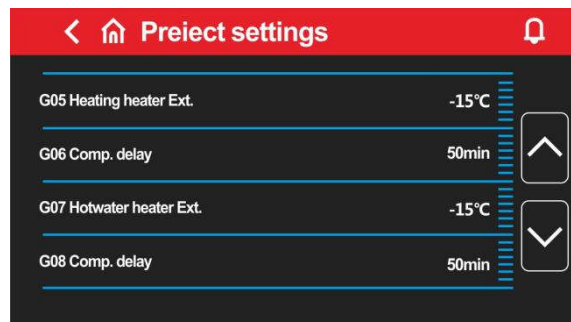 Preiect settings
G05 Heating heater Ext. -15℃
G06 Comp. delay 50min
G07 Hotwater heater Ext. -15℃
G08 Comp. delay 50min